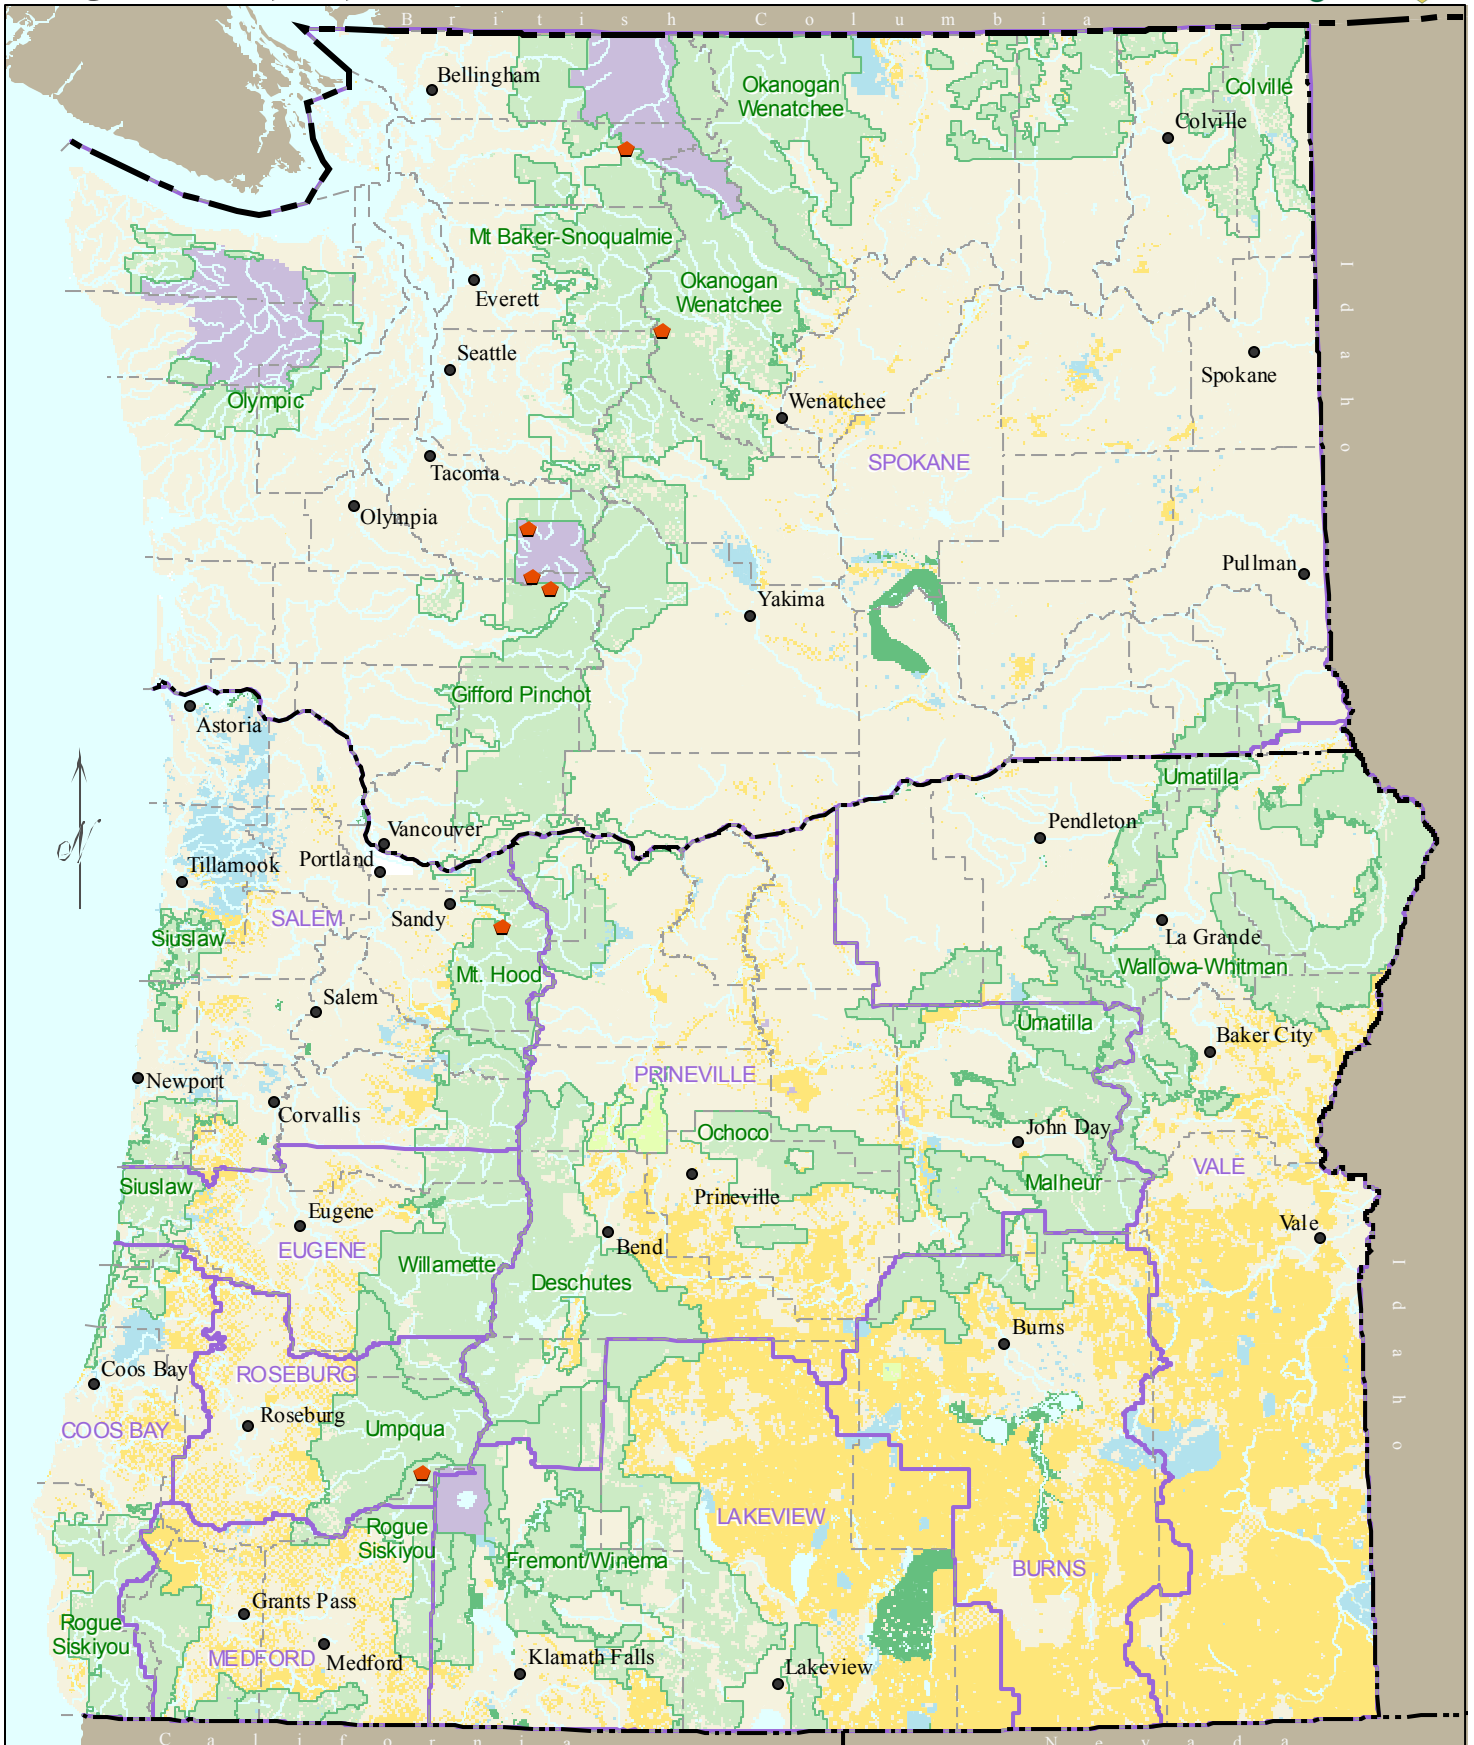 British Columbia
Bellingham
Okanogan
Wenatchee
Colville
Colville
Mt Baker-Snoqualmie
Okanogan
Wenatchee
Everett
Idaho
Seattle
Spokane
Olympic
Wenatchee
SPOKANE
Tacoma
Olympia
Pullman
Yakima
Gifford Pinchot
Astoria
Umatilla
Vancouver
Pendleton
Portland
Tillamook
SALEM
Sandy
La Grande
Siuslaw
Wallowa-Whitman
Mt. Hood
Salem
Umatilla
Baker City
Newport
PRINEVILLE
Corvallis
Ochoco
John Day
VALE
Siuslaw
Prineville
Malheur
Eugene
Vale
EUGENE
Bend
Willamette
Deschutes
Idaho
Burns
Coos Bay
ROSEBURG
Roseburg
COOS BAY
Umpqua
LAKEVIEW
Rogue
Siskiyou
Fremont/Winema
BURNS
Grants Pass
Rogue
Siskiyou
MEDFORD
Medford
Klamath Falls
Lakeview
California
Nevada